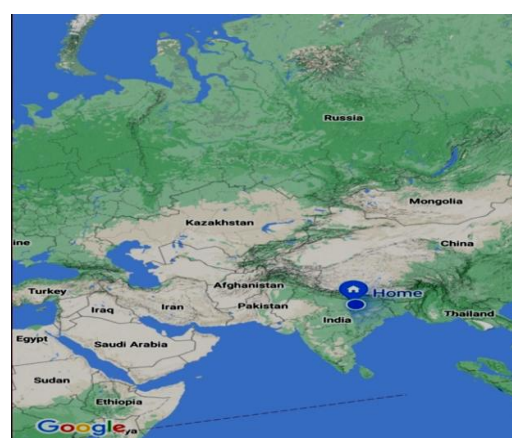 Russia
Mongolia
Kazakhstan
ine
China
Afghanistan
Turkey
Home
Iraq
Iran
Pakistan
India
Thailand
Egypt
Saudi Arabia
Sudan
Ethiopia
Google
ya